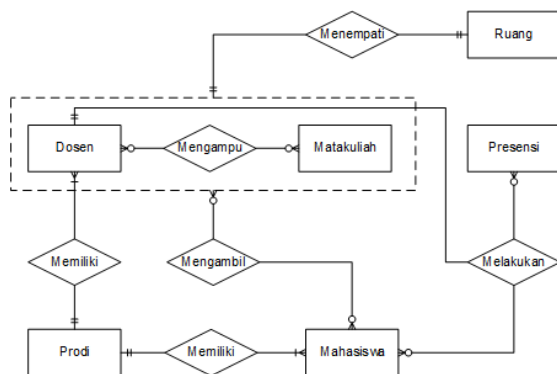 Menempati
Ruang
Dosen
Mengampu
Matakuliah
Presensi
Memiliki
Mengambil
Melakukan
Prodi
Memiliki
Mahasiswa